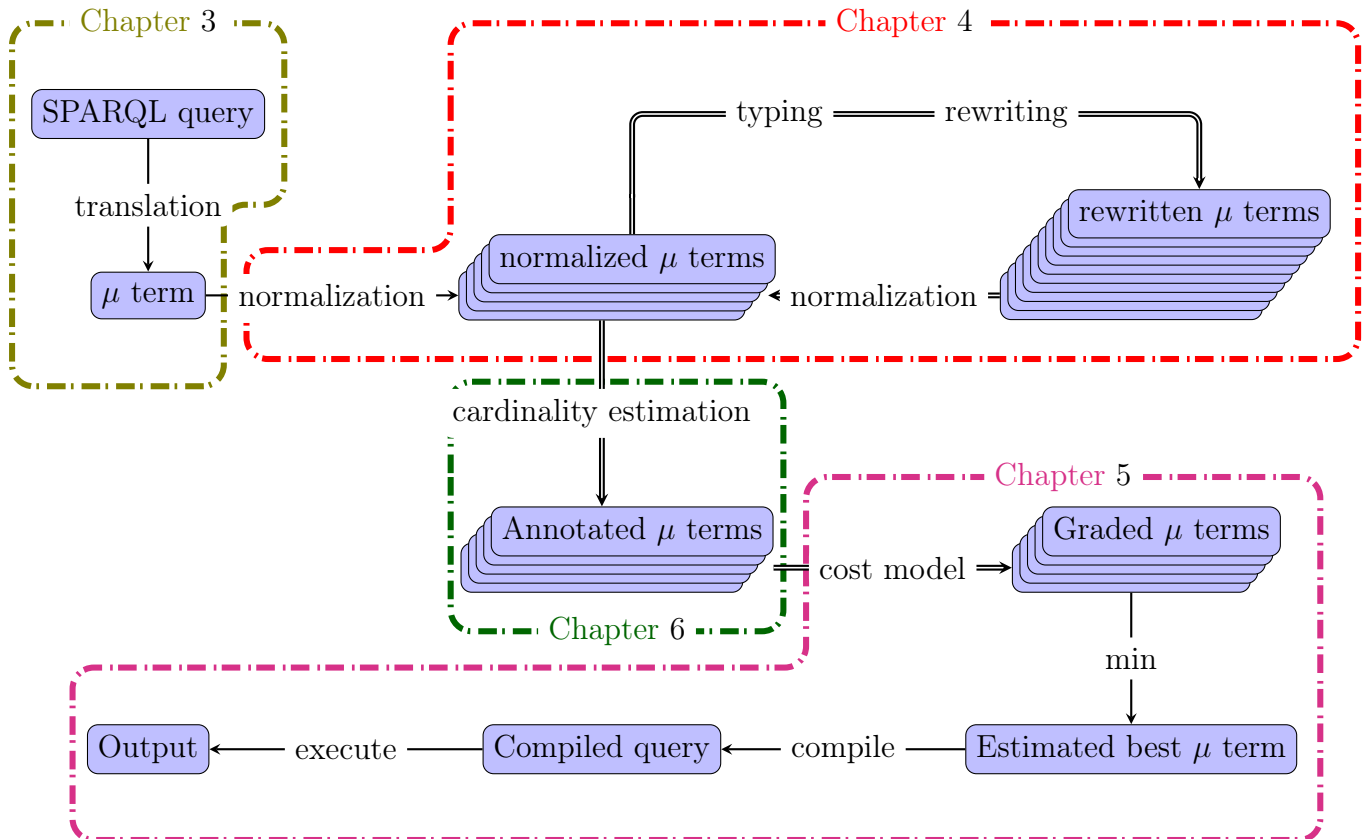 Chapter 3
Chapter 4
SPARQL query
typing
rewriting
translation
rewritten μ terms
normalized μ terms
μ term
normalization
normalization
cardinality estimation
Chapter 5
Annotated μ terms
Graded μ terms
cost model
Chapter 6
min
Output
execute
Compiled query
compile
Estimated best μ term